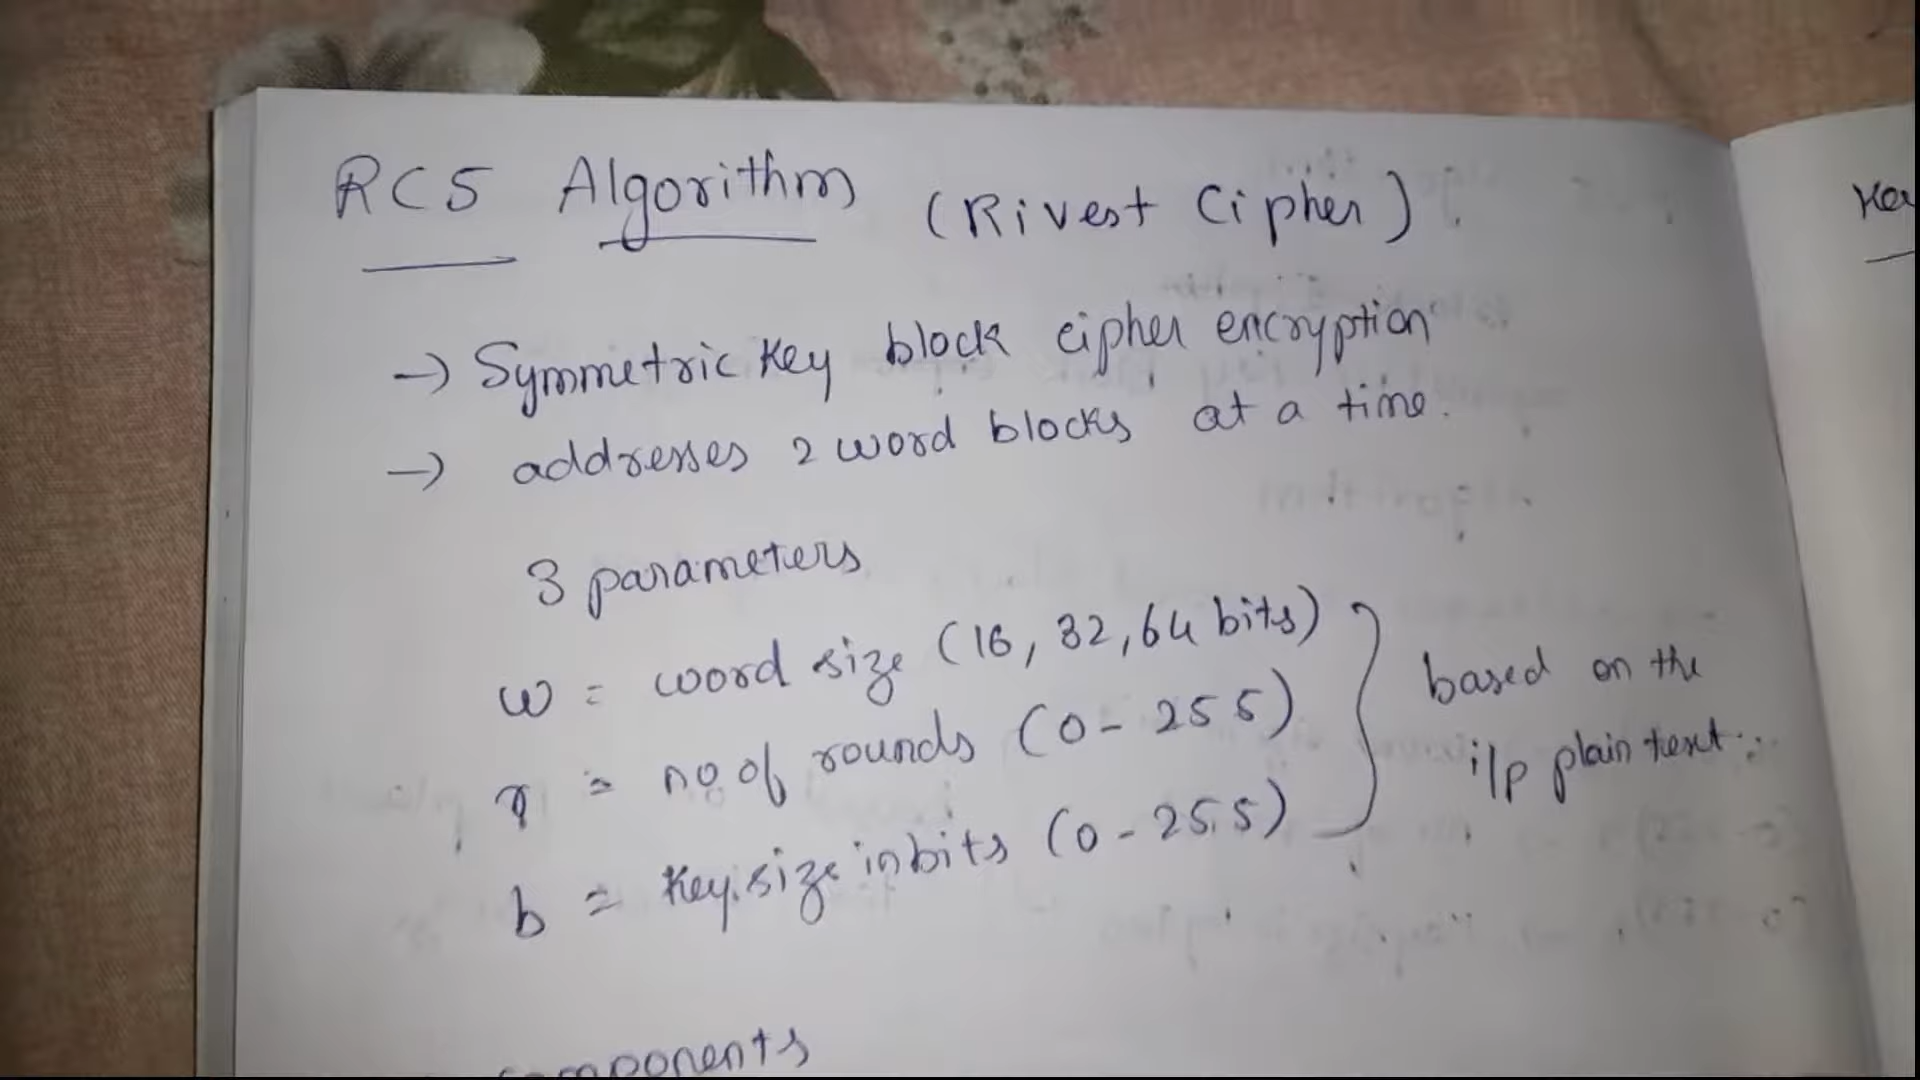 RC5 Algorithm (Rivest Cipher)
→ Symmetric key block cipher encryption
→ addresses 2 word blocks at a time.
3 parameters
w = word size (16, 32, 64 bits)
r = no of rounds (0 - 255)
b = key size in bits (0 - 255)
based on the
i/p plain text.